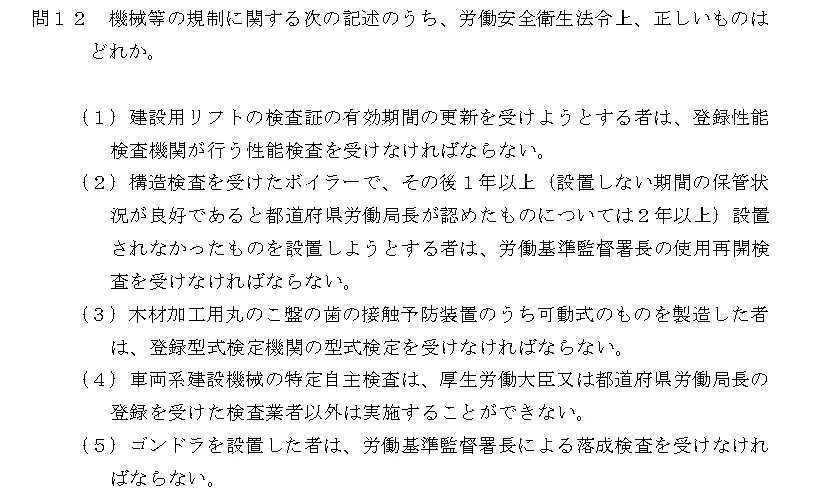 問１２　機械等の規制に関する次の記述のうち、労働安全衛生法令上、正しいものは
どれか。
（１）建設用リフトの検査証の有効期間の更新を受けようとする者は、登録性能
検査機関が行う性能検査を受けなければならない。
（２）構造検査を受けたボイラーで、その後１年以上（設置しない期間の保管状
況が良好であると都道府県労働局長が認めたものについては２年以上）設置
されなかったものを設置しようとする者は、労働基準監督署長の使用再開検
査を受けなければならない。
（３）木材加工用丸のこ盤の歯の接触予防装置のうち可動式のものを製造した者
は、登録型式検定機関の型式検定を受けなければならない。
（４）車両系建設機械の特定自主検査は、厚生労働大臣又は都道府県労働局長の
登録を受けた検査業者以外は実施することができない。
（５）ゴンドラを設置した者は、労働基準監督署長による落成検査を受けなけれ
ばならない。